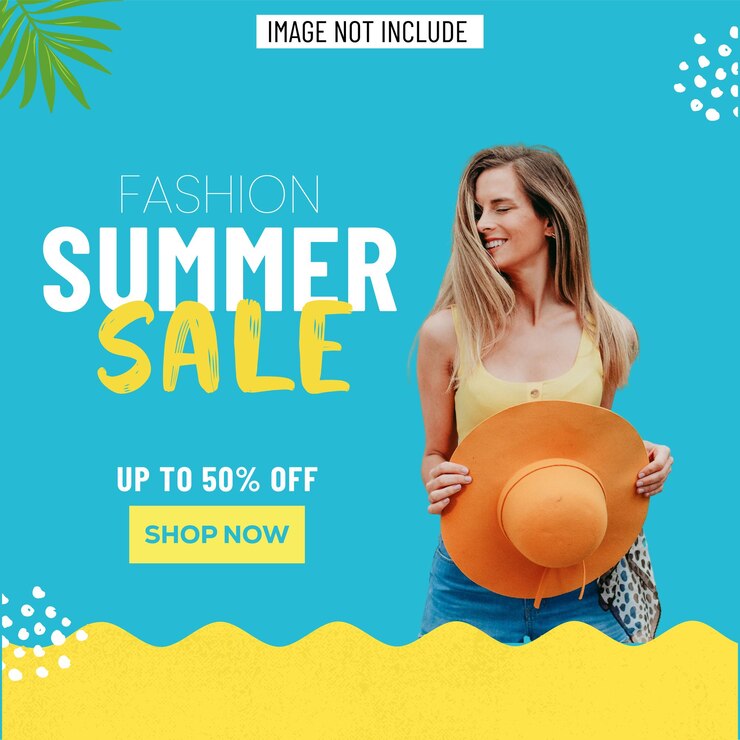 IMAGE NOT INCLUDE
FASHION
SUMMER
SALE
UP TO 50% OFF
SHOP NOW